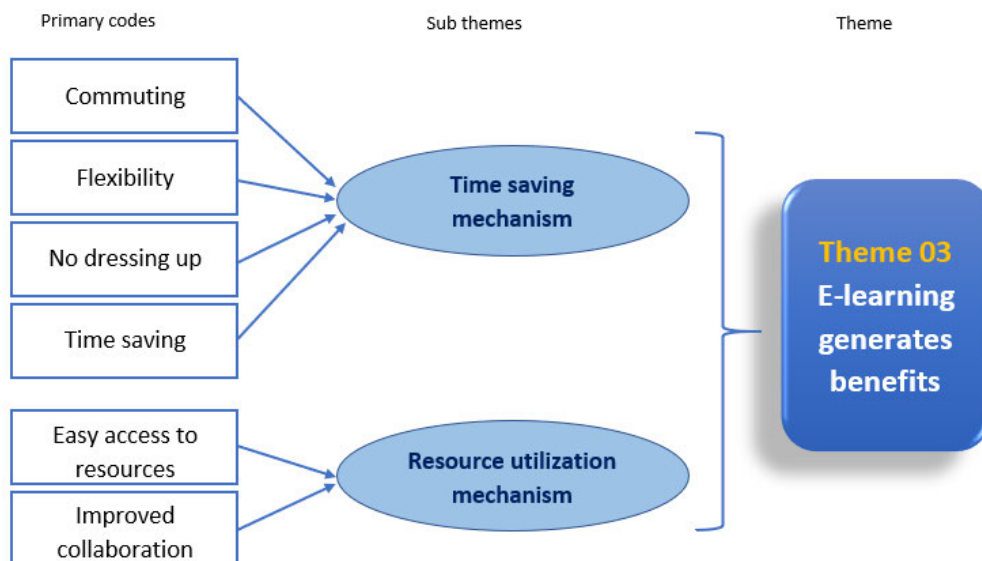 Primary codes
Sub themes
Theme
Commuting
Flexibility
No dressing up
Time saving
Easy access to
resources
Improved
collaboration
Time saving
mechanism
Resource utilization
mechanism
Theme 03
E-learning
generates
benefits